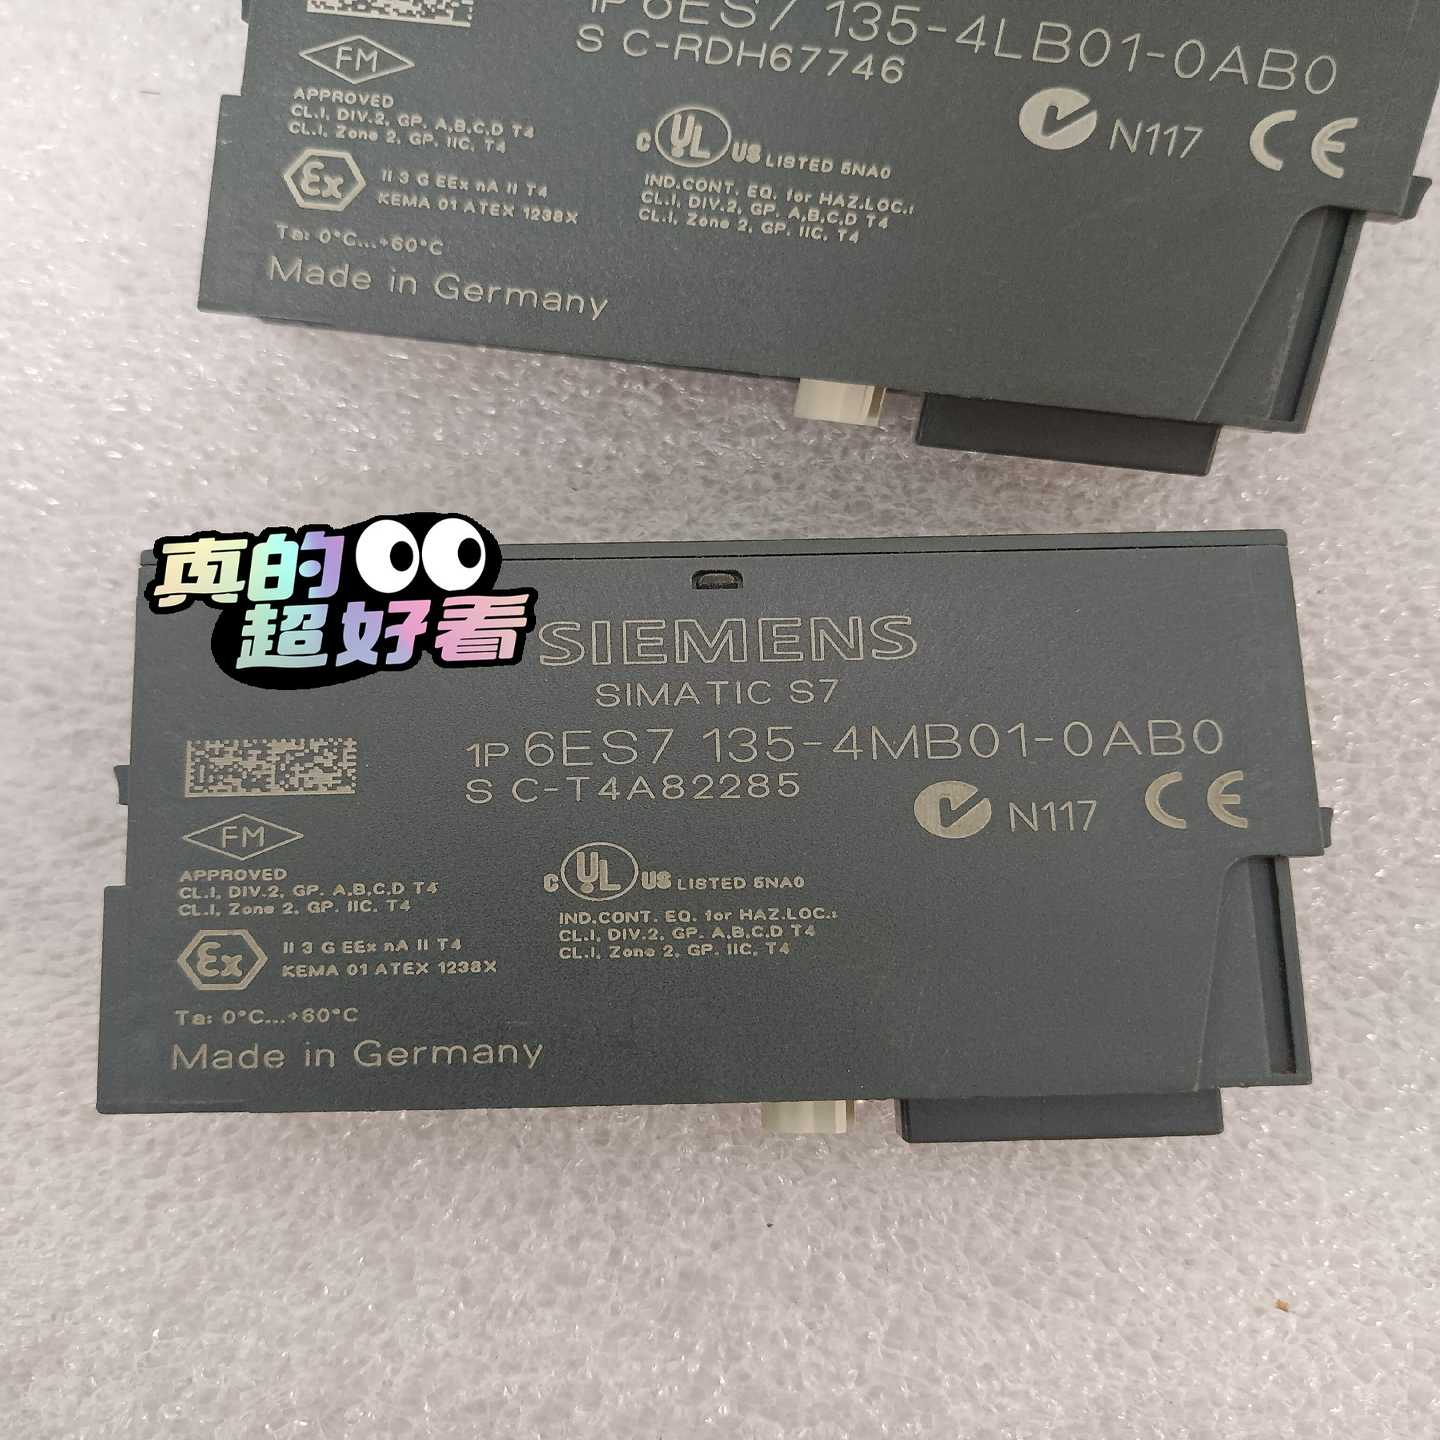 1P 6ES7 135-4LB01-0AB0
S C-RDH67746
FM
APPROVED
CL.I, DIV.2, GP. A,B,C,D T4
CL.I, Zone 2, GP. IIC, T4
Ex
II 3 G EEx nA II T4
KEMA 01 ATEX 1238X
Ta: 0°C...+60°C
Made in Germany
C UL US LISTED 5NA0
IND.CONT. EQ. for HAZ.LOC.:
CL.I, DIV.2, GP. A,B,C,D T4
CL.I, Zone 2, GP. IIC, T4
N117 CE
真的
超好看
SIEMENS
SIMATIC S7
1P 6ES7 135-4MB01-0AB0
S C-T4A82285
N117 CE
FM
APPROVED
CL.I, DIV.2, GP. A,B,C,D T4
CL.I, Zone 2, GP. IIC, T4
Ex
II 3 G EEx nA II T4
KEMA 01 ATEX 1238X
Ta: 0°C...+60°C
Made in Germany
C UL US LISTED 5NA0
IND.CONT. EQ. for HAZ.LOC.:
CL.I, DIV.2, GP. A,B,C,D T4
CL.I, Zone 2, GP. IIC, T4